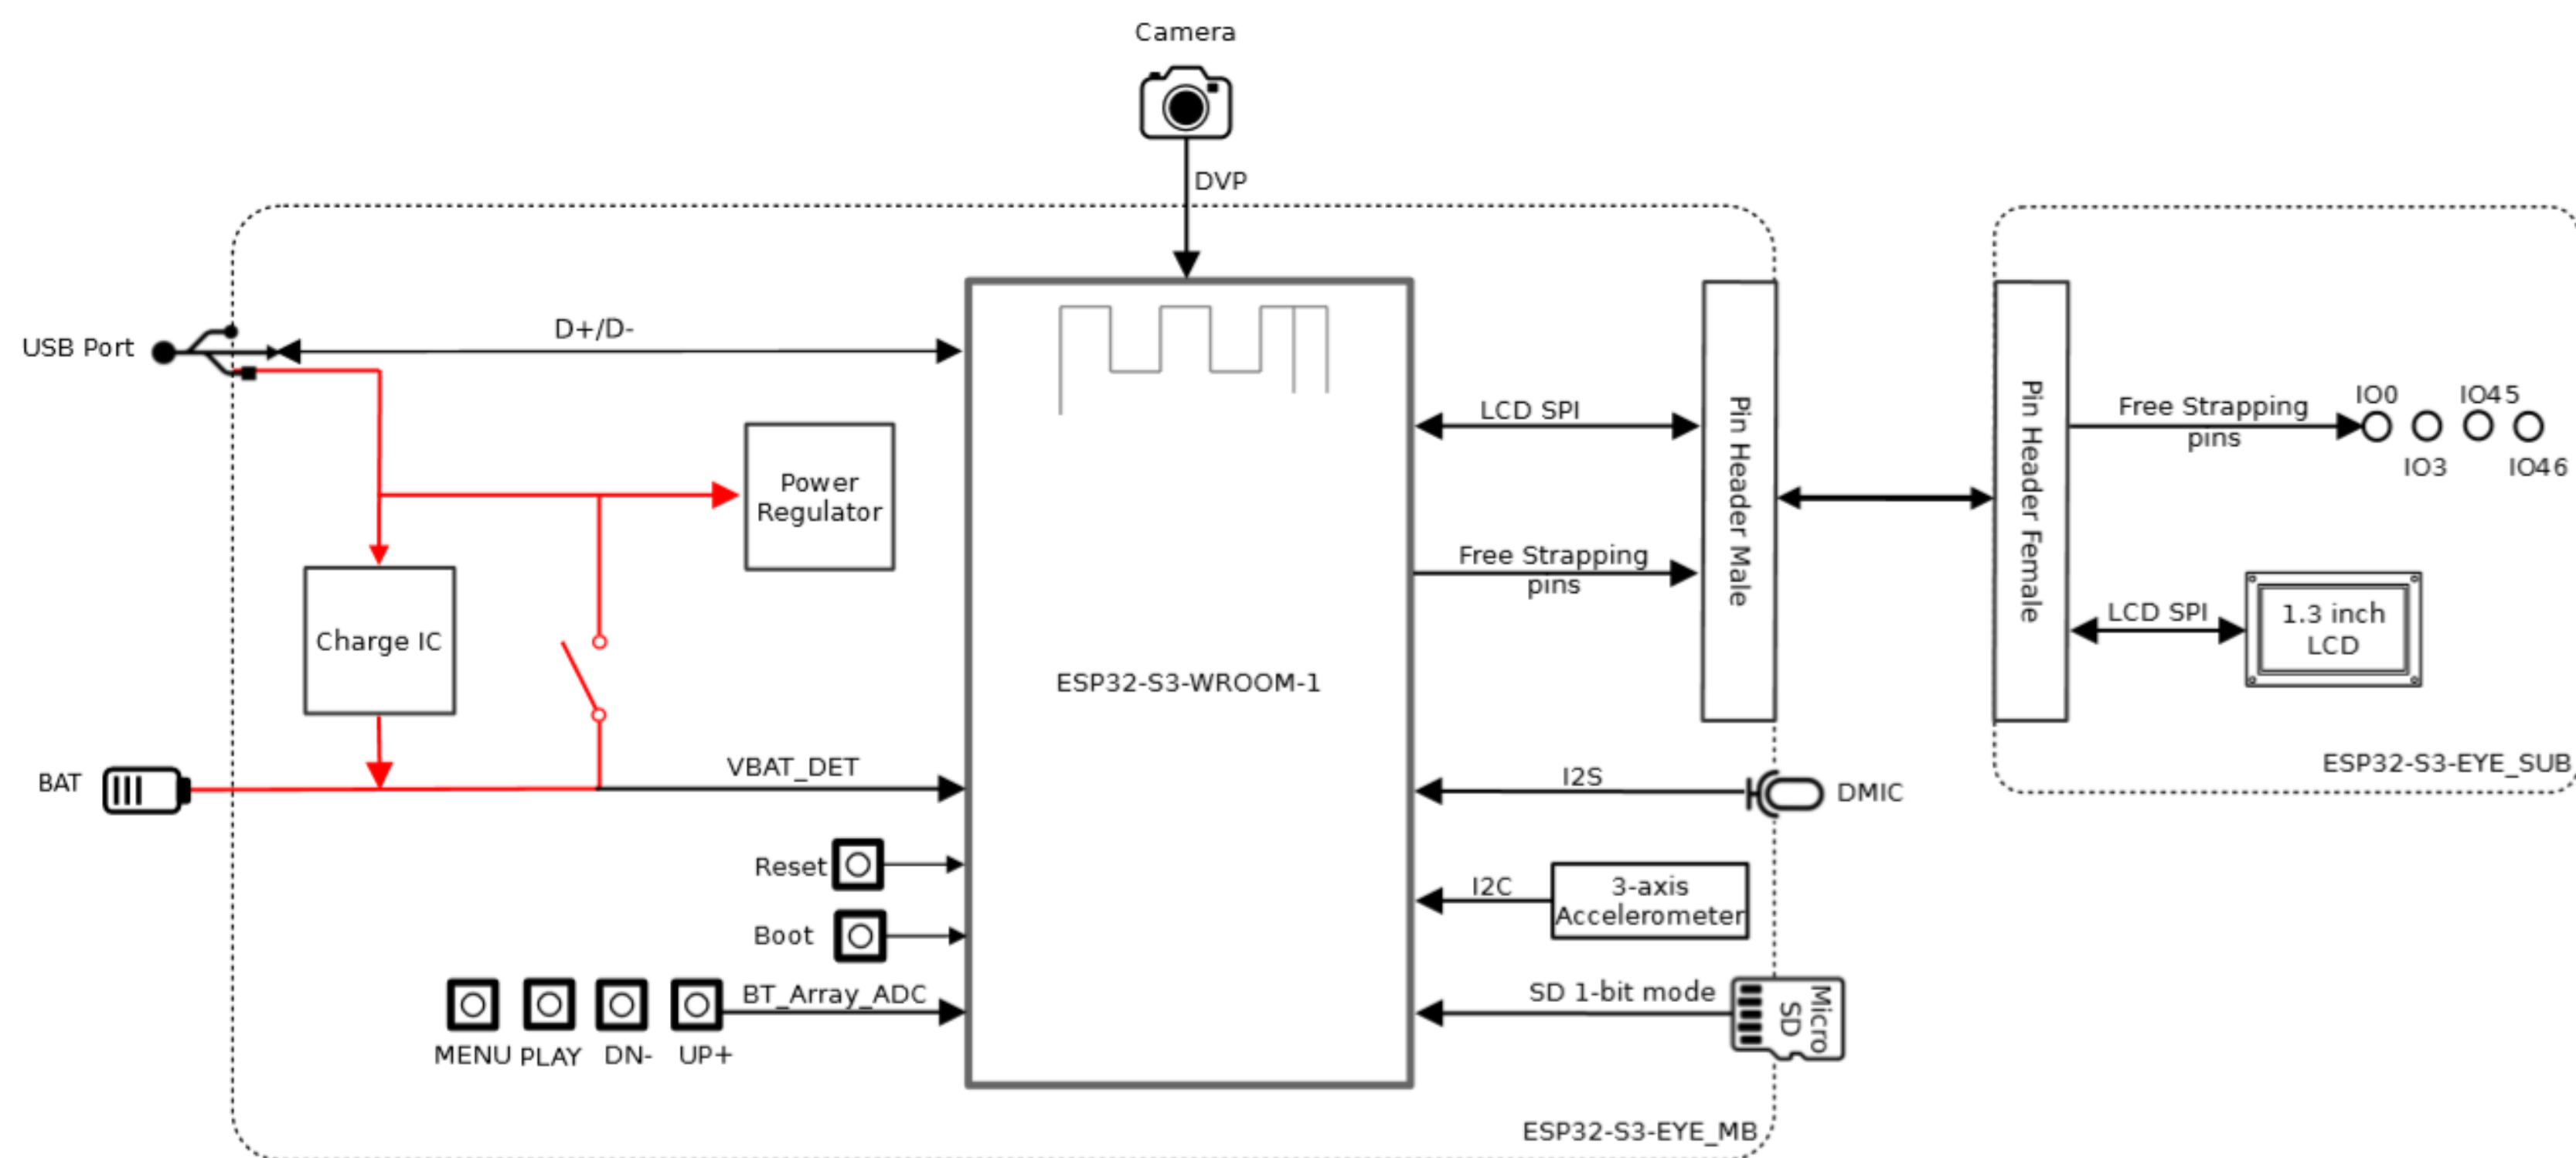 Camera
DVP
USB Port
D+/D-
Power
Regulator
Charge IC
BAT
VBAT_DET
Reset
Boot
BT_Array_ADC
MENU
PLAY
DN-
UP+
ESP32-S3-WROOM-1
LCD SPI
Free Strapping
pins
Pin Header Male
I2S
DMIC
I2C
3-axis
Accelerometer
SD 1-bit mode
Micro
SD
ESP32-S3-EYE_MB
Pin Header Female
Free Strapping
pins
IO0
IO45
IO3
IO46
LCD SPI
1.3 inch
LCD
ESP32-S3-EYE_SUB